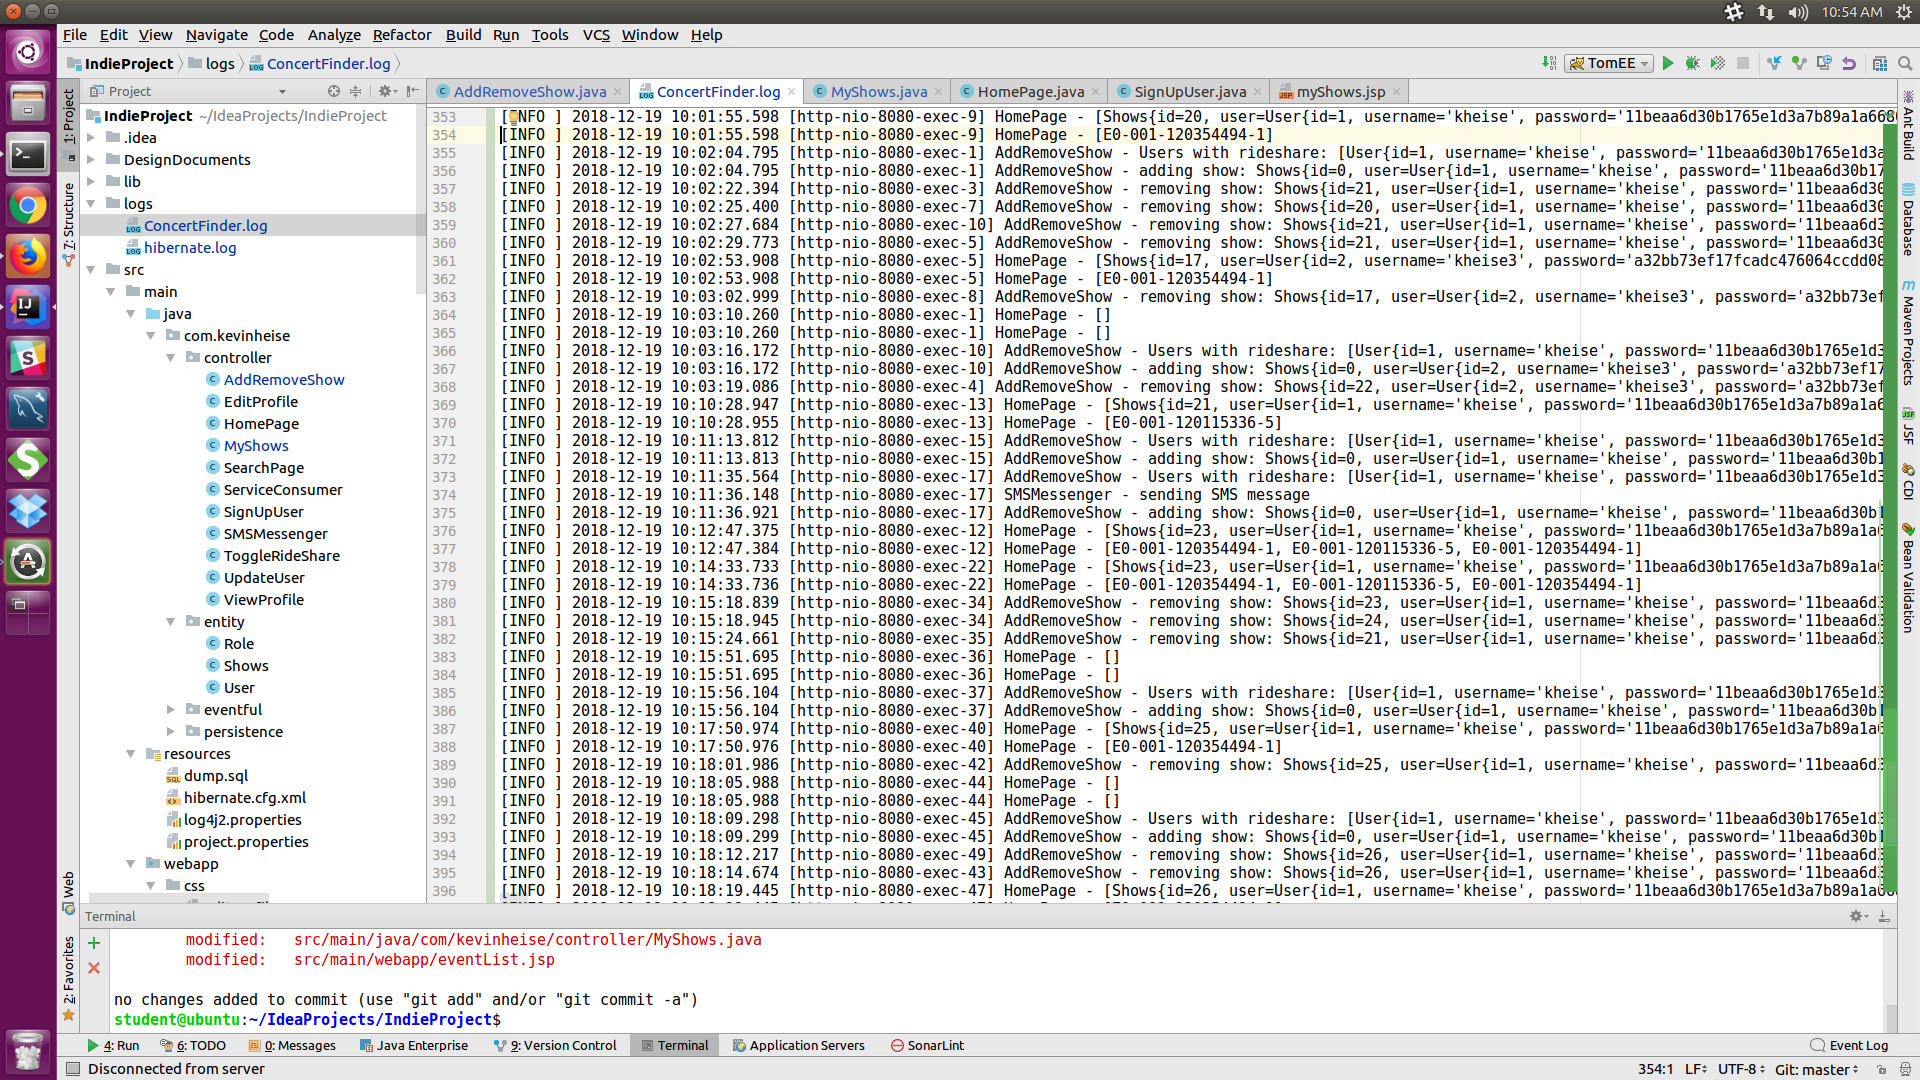 10:54 AM
File Edit View Navigate Code Analyze Refactor Build Run Tools VCS Window Help
IndieProject logs ConcertFinder.log
TomEE
Project
AddRemoveShow.java ConcertFinder.log MyShows.java HomePage.java SignUpUser.java myShows.jsp
1: Project
7: Structure
Web
2: Favorites
IndieProject ~/IdeaProjects/IndieProject
.idea
DesignDocuments
lib
logs
ConcertFinder.log
hibernate.log
src
main
java
com.kevinheise
controller
AddRemoveShow
EditProfile
HomePage
MyShows
SearchPage
ServiceConsumer
SignUpUser
SMSMessenger
ToggleRideShare
UpdateUser
ViewProfile
entity
Role
Shows
User
eventful
persistence
resources
dump.sql
hibernate.cfg.xml
log4j2.properties
project.properties
webapp
css
353 [INFO ] 2018-12-19 10:01:55.598 [http-nio-8080-exec-9] HomePage - [Shows{id=20, user=User{id=1, username='kheise', password='11beaa6d30b1765e1d3a7b89a1a6686
354 [INFO ] 2018-12-19 10:01:55.598 [http-nio-8080-exec-9] HomePage - [E0-001-120354494-1]
355 [INFO ] 2018-12-19 10:02:04.795 [http-nio-8080-exec-1] AddRemoveShow - Users with rideshare: [User{id=1, username='kheise', password='11beaa6d30b1765e1d3a
356 [INFO ] 2018-12-19 10:02:04.795 [http-nio-8080-exec-1] AddRemoveShow - adding show: Shows{id=0, user=User{id=1, username='kheise', password='11beaa6d30b17
357 [INFO ] 2018-12-19 10:02:22.394 [http-nio-8080-exec-3] AddRemoveShow - removing show: Shows{id=21, user=User{id=1, username='kheise', password='11beaa6d30
358 [INFO ] 2018-12-19 10:02:25.400 [http-nio-8080-exec-7] AddRemoveShow - removing show: Shows{id=20, user=User{id=1, username='kheise', password='11beaa6d30
359 [INFO ] 2018-12-19 10:02:27.684 [http-nio-8080-exec-10] AddRemoveShow - removing show: Shows{id=21, user=User{id=1, username='kheise', password='11beaa6d3
360 [INFO ] 2018-12-19 10:02:29.773 [http-nio-8080-exec-5] AddRemoveShow - removing show: Shows{id=21, user=User{id=1, username='kheise', password='11beaa6d30
361 [INFO ] 2018-12-19 10:02:53.908 [http-nio-8080-exec-5] HomePage - [Shows{id=17, user=User{id=2, username='kheise3', password='a32bb73ef17fcadc476064ccdd08
362 [INFO ] 2018-12-19 10:02:53.908 [http-nio-8080-exec-5] HomePage - [E0-001-120354494-1]
363 [INFO ] 2018-12-19 10:03:02.999 [http-nio-8080-exec-8] AddRemoveShow - removing show: Shows{id=17, user=User{id=2, username='kheise3', password='a32bb73ef
364 [INFO ] 2018-12-19 10:03:10.260 [http-nio-8080-exec-1] HomePage - []
365 [INFO ] 2018-12-19 10:03:10.260 [http-nio-8080-exec-1] HomePage - []
366 [INFO ] 2018-12-19 10:03:16.172 [http-nio-8080-exec-10] AddRemoveShow - Users with rideshare: [User{id=1, username='kheise', password='11beaa6d30b1765e1d3
367 [INFO ] 2018-12-19 10:03:16.172 [http-nio-8080-exec-10] AddRemoveShow - adding show: Shows{id=0, user=User{id=2, username='kheise3', password='a32bb73ef17
368 [INFO ] 2018-12-19 10:03:19.086 [http-nio-8080-exec-4] AddRemoveShow - removing show: Shows{id=22, user=User{id=2, username='kheise3', password='a32bb73ef
369 [INFO ] 2018-12-19 10:10:28.947 [http-nio-8080-exec-13] HomePage - [Shows{id=21, user=User{id=1, username='kheise', password='11beaa6d30b1765e1d3a7b89a1a6
370 [INFO ] 2018-12-19 10:10:28.955 [http-nio-8080-exec-13] HomePage - [E0-001-120115336-5]
371 [INFO ] 2018-12-19 10:11:13.812 [http-nio-8080-exec-15] AddRemoveShow - Users with rideshare: [User{id=1, username='kheise', password='11beaa6d30b1765e1d3
372 [INFO ] 2018-12-19 10:11:13.813 [http-nio-8080-exec-15] AddRemoveShow - adding show: Shows{id=0, user=User{id=1, username='kheise', password='11beaa6d30b1
373 [INFO ] 2018-12-19 10:11:35.564 [http-nio-8080-exec-17] AddRemoveShow - Users with rideshare: [User{id=1, username='kheise', password='11beaa6d30b1765e1d3
374 [INFO ] 2018-12-19 10:11:36.148 [http-nio-8080-exec-17] SMSMessenger - sending SMS message
375 [INFO ] 2018-12-19 10:11:36.921 [http-nio-8080-exec-17] AddRemoveShow - adding show: Shows{id=0, user=User{id=1, username='kheise', password='11beaa6d30b1
376 [INFO ] 2018-12-19 10:12:47.375 [http-nio-8080-exec-12] HomePage - [Shows{id=23, user=User{id=1, username='kheise', password='11beaa6d30b1765e1d3a7b89a1a6
377 [INFO ] 2018-12-19 10:12:47.384 [http-nio-8080-exec-12] HomePage - [E0-001-120354494-1, E0-001-120115336-5, E0-001-120354494-1]
378 [INFO ] 2018-12-19 10:14:33.733 [http-nio-8080-exec-22] HomePage - [Shows{id=23, user=User{id=1, username='kheise', password='11beaa6d30b1765e1d3a7b89a1a6
379 [INFO ] 2018-12-19 10:14:33.736 [http-nio-8080-exec-22] HomePage - [E0-001-120354494-1, E0-001-120115336-5, E0-001-120354494-1]
380 [INFO ] 2018-12-19 10:15:18.839 [http-nio-8080-exec-34] AddRemoveShow - removing show: Shows{id=23, user=User{id=1, username='kheise', password='11beaa6d3
381 [INFO ] 2018-12-19 10:15:18.945 [http-nio-8080-exec-34] AddRemoveShow - removing show: Shows{id=24, user=User{id=1, username='kheise', password='11beaa6d3
382 [INFO ] 2018-12-19 10:15:24.661 [http-nio-8080-exec-35] AddRemoveShow - removing show: Shows{id=21, user=User{id=1, username='kheise', password='11beaa6d3
383 [INFO ] 2018-12-19 10:15:51.695 [http-nio-8080-exec-36] HomePage - []
384 [INFO ] 2018-12-19 10:15:51.695 [http-nio-8080-exec-36] HomePage - []
385 [INFO ] 2018-12-19 10:15:56.104 [http-nio-8080-exec-37] AddRemoveShow - Users with rideshare: [User{id=1, username='kheise', password='11beaa6d30b1765e1d3
386 [INFO ] 2018-12-19 10:15:56.104 [http-nio-8080-exec-37] AddRemoveShow - adding show: Shows{id=0, user=User{id=1, username='kheise', password='11beaa6d30b1
387 [INFO ] 2018-12-19 10:17:50.974 [http-nio-8080-exec-40] HomePage - [Shows{id=25, user=User{id=1, username='kheise', password='11beaa6d30b1765e1d3a7b89a1a6
388 [INFO ] 2018-12-19 10:17:50.976 [http-nio-8080-exec-40] HomePage - [E0-001-120354494-1]
389 [INFO ] 2018-12-19 10:18:01.986 [http-nio-8080-exec-42] AddRemoveShow - removing show: Shows{id=25, user=User{id=1, username='kheise', password='11beaa6d3
390 [INFO ] 2018-12-19 10:18:05.988 [http-nio-8080-exec-44] HomePage - []
391 [INFO ] 2018-12-19 10:18:05.988 [http-nio-8080-exec-44] HomePage - []
392 [INFO ] 2018-12-19 10:18:09.298 [http-nio-8080-exec-45] AddRemoveShow - Users with rideshare: [User{id=1, username='kheise', password='11beaa6d30b1765e1d3
393 [INFO ] 2018-12-19 10:18:09.299 [http-nio-8080-exec-45] AddRemoveShow - adding show: Shows{id=0, user=User{id=1, username='kheise', password='11beaa6d30b1
394 [INFO ] 2018-12-19 10:18:12.217 [http-nio-8080-exec-49] AddRemoveShow - removing show: Shows{id=26, user=User{id=1, username='kheise', password='11beaa6d3
395 [INFO ] 2018-12-19 10:18:14.674 [http-nio-8080-exec-43] AddRemoveShow - removing show: Shows{id=26, user=User{id=1, username='kheise', password='11beaa6d3
396 [INFO ] 2018-12-19 10:18:19.445 [http-nio-8080-exec-47] HomePage - [Shows{id=26, user=User{id=1, username='kheise', password='11beaa6d30b1765e1d3a7b89a1a6
Ant Build
Database
Maven Projects
JSF
CDI
Bean Validation
Terminal
modified: src/main/java/com/kevinheise/controller/MyShows.java
modified: src/main/webapp/eventList.jsp
no changes added to commit (use "git add" and/or "git commit -a")
student@ubuntu:~/IdeaProjects/IndieProject$
4: Run 6: TODO 0: Messages Java Enterprise 9: Version Control Terminal Application Servers SonarLint Event Log
Disconnected from server 354:1 LF UTF-8 Git: master